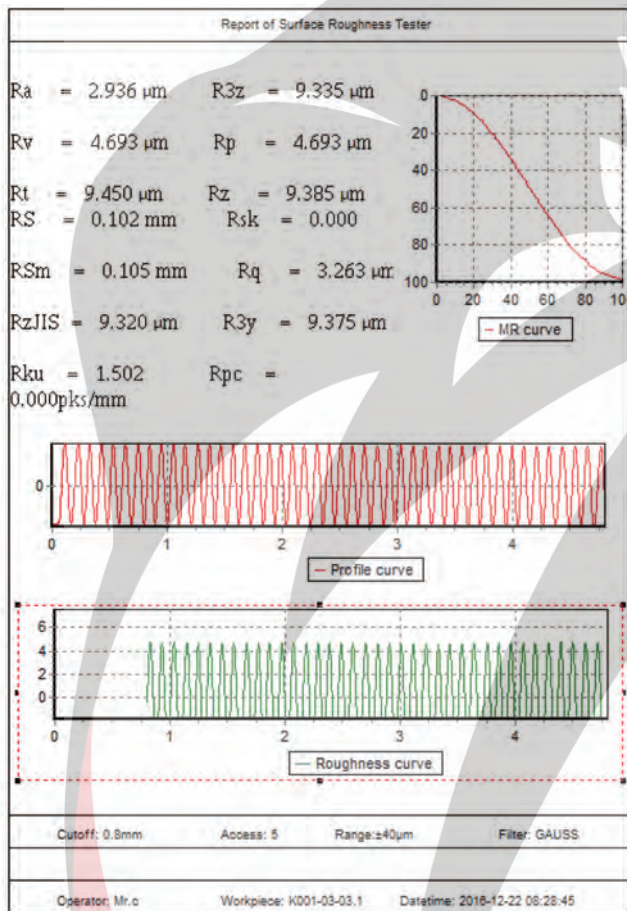 Report of Surface Roughness Tester
Ra = 2.936 μm R3z = 9.335 μm
Rv = 4.693 μm Rp = 4.693 μm
Rt = 9.450 μm Rz = 9.385 μm
RS = 0.102 mm Rsk = 0.000
RSm = 0.105 mm Rq = 3.263 μm
RzJIS = 9.320 μm R3y = 9.375 μm
Rku = 1.502 Rpc =
0.000pks/mm
0
20
40
60
80
100
0 20 40 60 80 100
MR curve
0
0 1 2 3 4
Profile curve
6
4
2
0
0 1 2 3 4
Roughness curve
Cutoff: 0.8mm Access: 5 Range:±40μm Filter: GAUSS
Operator: Mr.c Workpiece: K001-03-03.1 Datetime: 2016-12-22 08:28:45